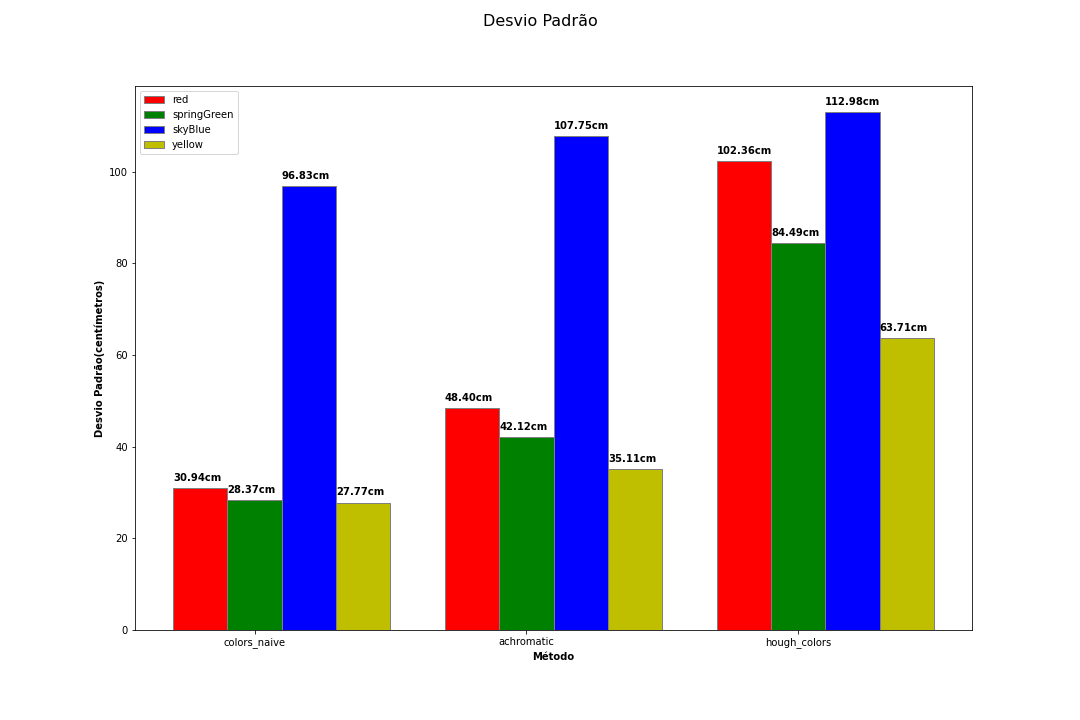 Desvio Padrão
red
springGreen
skyBlue
yellow
112.98cm
107.75cm
102.36cm
96.83cm
84.49cm
63.71cm
48.40cm
42.12cm
35.11cm
30.94cm
28.37cm
27.77cm
100
80
60
40
20
0
Desvio Padrão(centímetros)
colors_naive
achromatic
hough_colors
Método